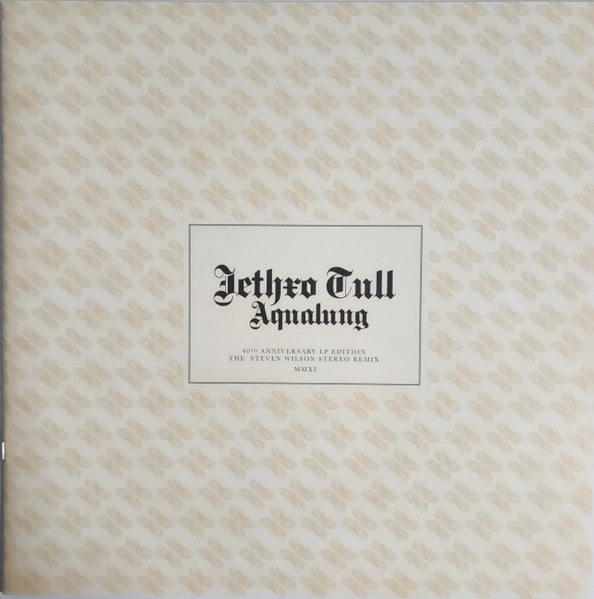 Jethro Tull
Aqualung
40TH ANNIVERSARY LP EDITION
THE STEVEN WILSON STEREO REMIX
MMXI